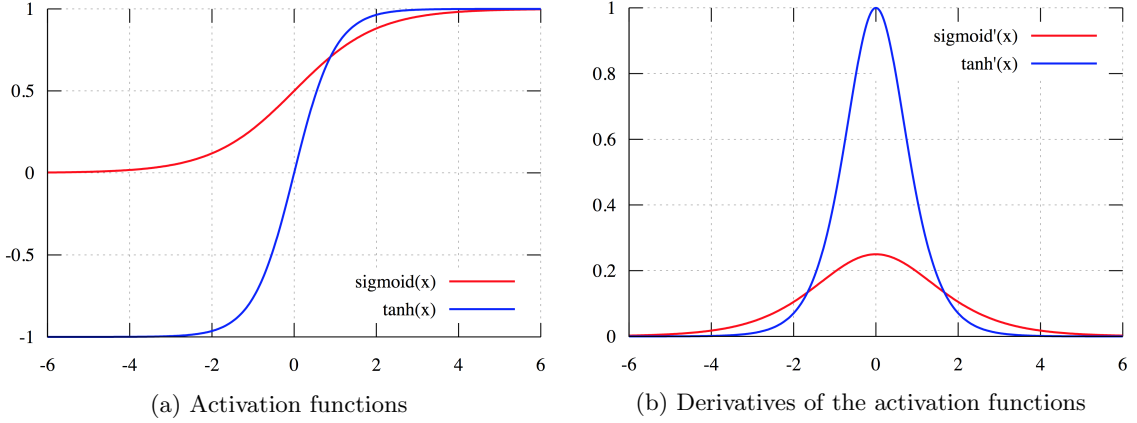 1
0.5
0
-0.5
-1
sigmoid(x)
tanh(x)
-6 -4 -2 0 2 4 6
(a) Activation functions
1
0.8
0.6
0.4
0.2
0
sigmoid'(x)
tanh'(x)
-6 -4 -2 0 2 4 6
(b) Derivatives of the activation functions